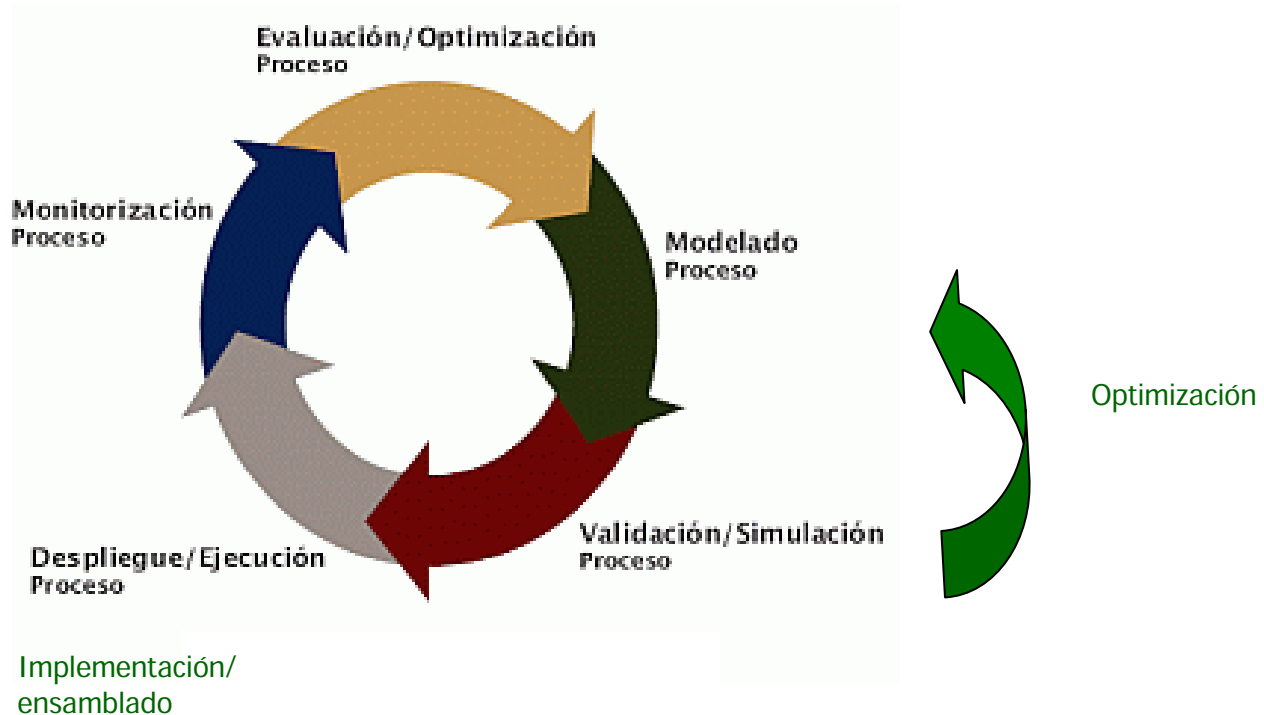 Evaluación/Optimización
Proceso
Monitorización
Proceso
Modelado
Proceso
Optimización
Validación/Simulación
Proceso
Despliegue/Ejecución
Proceso
Implementación/
ensamblado